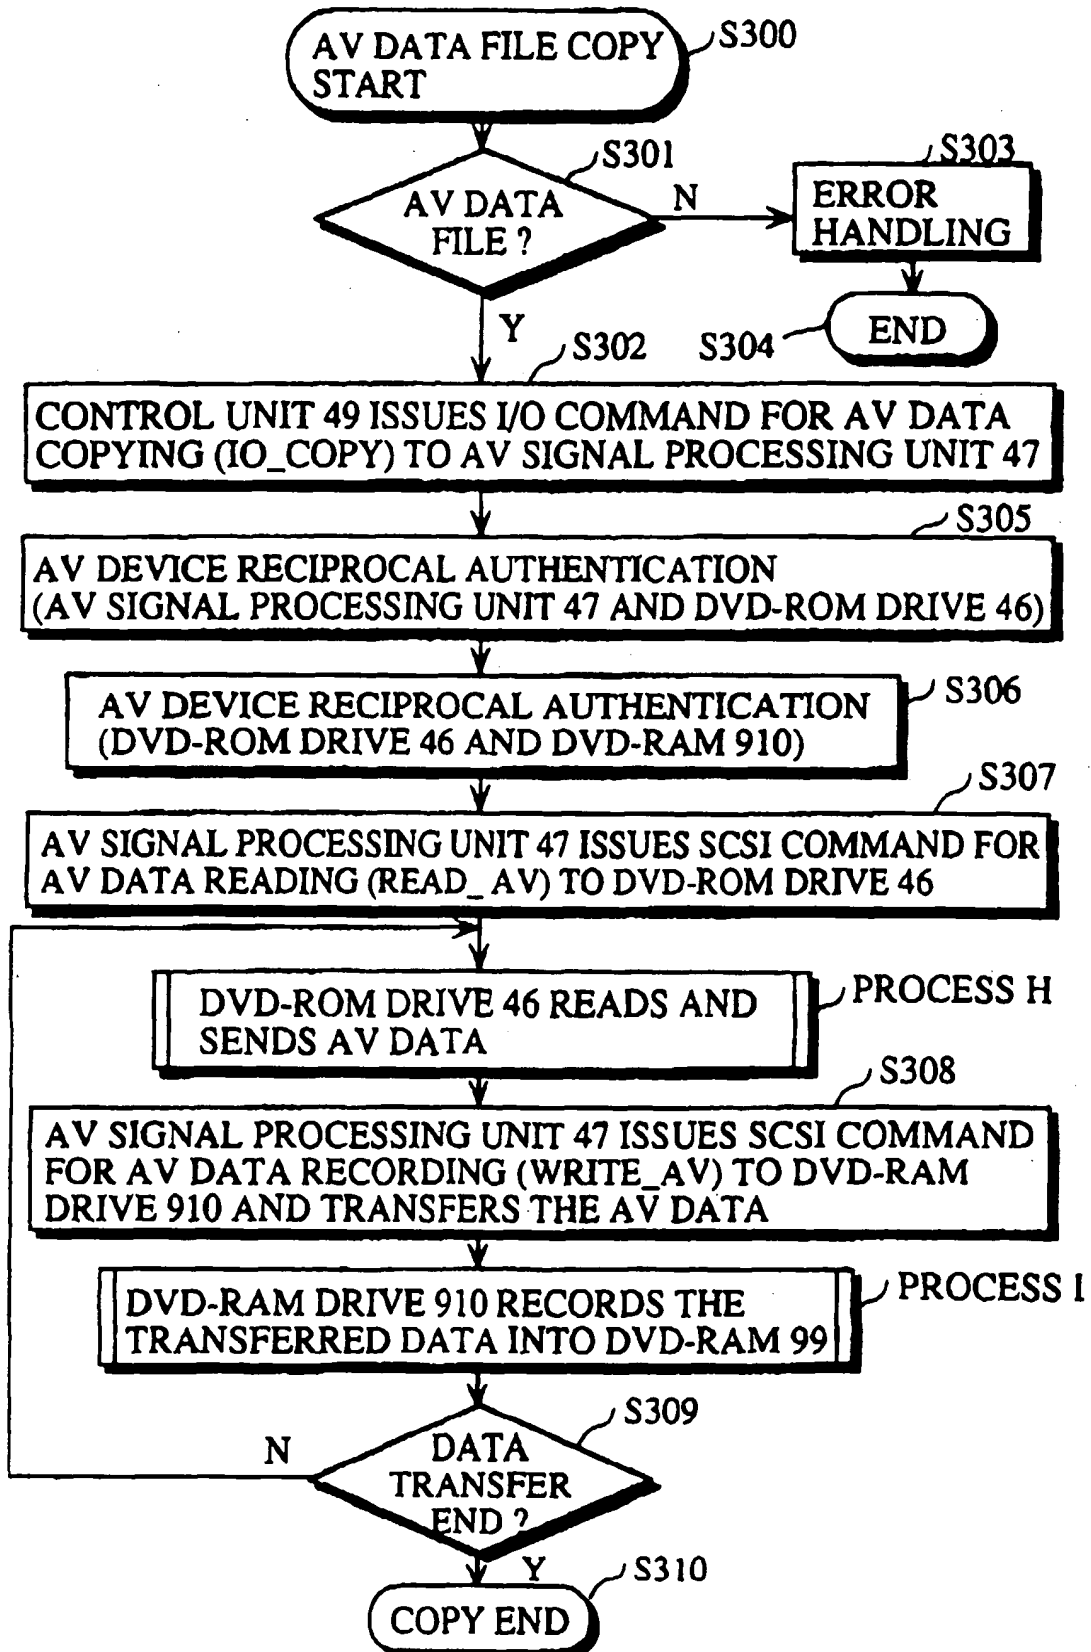 AV DATA FILE COPY
START
S300
S301
AV DATA
FILE ?
N
S303
ERROR
HANDLING
Y
S304
END
S302
CONTROL UNIT 49 ISSUES I/O COMMAND FOR AV DATA
COPYING (IO_COPY) TO AV SIGNAL PROCESSING UNIT 47
S305
AV DEVICE RECIPROCAL AUTHENTICATION
(AV SIGNAL PROCESSING UNIT 47 AND DVD-ROM DRIVE 46)
S306
AV DEVICE RECIPROCAL AUTHENTICATION
(DVD-ROM DRIVE 46 AND DVD-RAM 910)
S307
AV SIGNAL PROCESSING UNIT 47 ISSUES SCSI COMMAND FOR
AV DATA READING (READ_ AV) TO DVD-ROM DRIVE 46
DVD-ROM DRIVE 46 READS AND
SENDS AV DATA
PROCESS H
S308
AV SIGNAL PROCESSING UNIT 47 ISSUES SCSI COMMAND
FOR AV DATA RECORDING (WRITE_AV) TO DVD-RAM
DRIVE 910 AND TRANSFERS THE AV DATA
DVD-RAM DRIVE 910 RECORDS THE
TRANSFERRED DATA INTO DVD-RAM 99
PROCESS I
S309
N
DATA
TRANSFER
END ?
Y
S310
COPY END